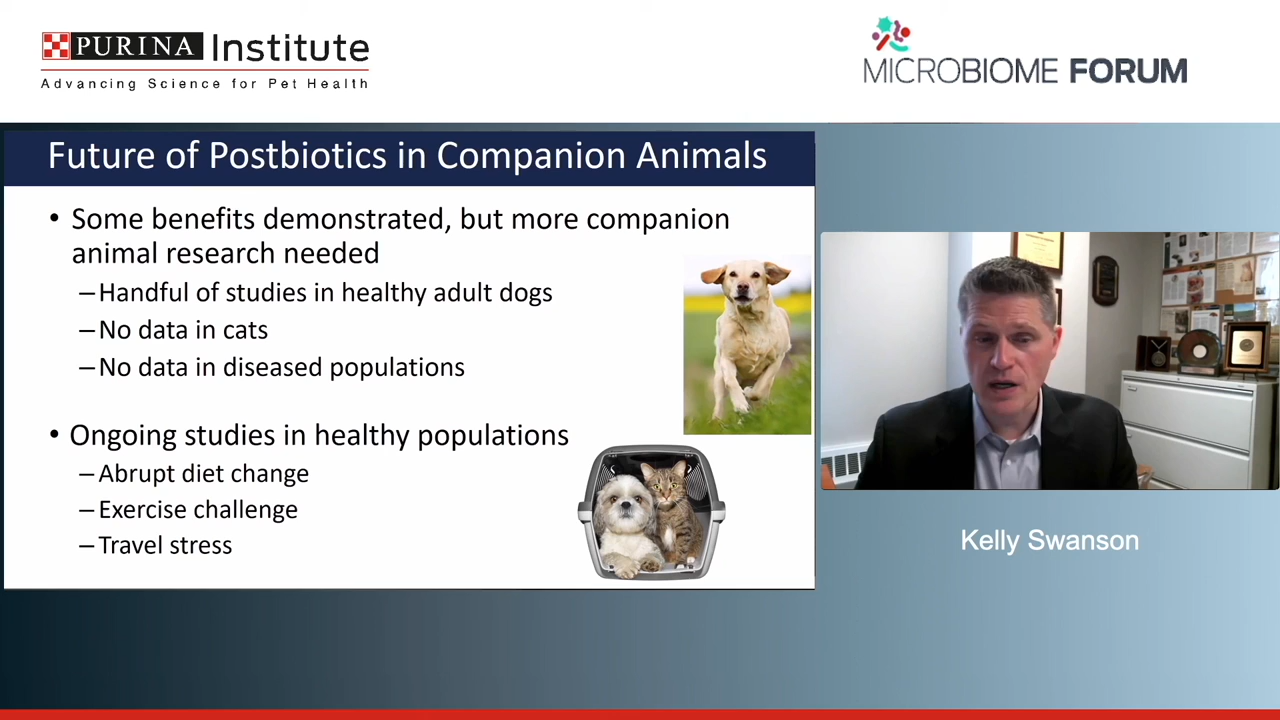 PURINA Institute
Advancing Science for Pet Health
MICROBIOME FORUM
Future of Postbiotics in Companion Animals
• Some benefits demonstrated, but more companion
animal research needed
–Handful of studies in healthy adult dogs
–No data in cats
–No data in diseased populations
• Ongoing studies in healthy populations
–Abrupt diet change
–Exercise challenge
–Travel stress
Kelly Swanson